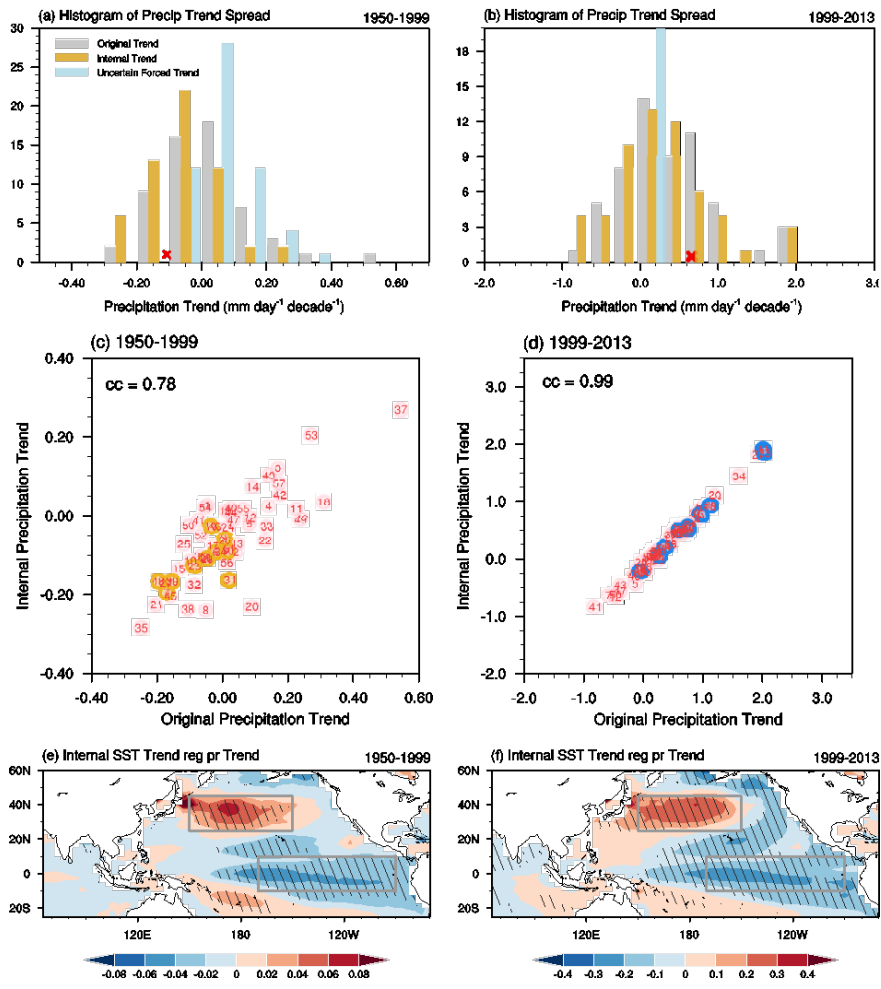 (a) Histogram of Precip Trend Spread 1950-1999
Original Trend
Internal Trend
Uncertain Forced Trend
30
25
20
15
10
5
0
-0.40 -0.20 0.00 0.20 0.40 0.60
Precipitation Trend (mm day⁻¹ decade⁻¹)
(b) Histogram of Precip Trend Spread 1999-2013
18
15
12
9
6
3
0
-2.0 -1.0 0.0 1.0 2.0 3.0
Precipitation Trend (mm day⁻¹ decade⁻¹)
(c) 1950-1999
cc = 0.78
Internal Precipitation Trend
0.40
0.20
0.00
-0.20
-0.40
37
53
14
42
4
18
11
33
22
50
25
15
32
56
31
21
38
8
20
35
-0.40 -0.20 0.00 0.20 0.40 0.60
Original Precipitation Trend
(d) 1999-2013
cc = 0.99
Internal Precipitation Trend
3.0
2.0
1.0
0.0
-1.0
-2.0
34
20
43
5
41
-2.0 -1.0 0.0 1.0 2.0 3.0
Original Precipitation Trend
(e) Internal SST Trend reg pr Trend 1950-1999
60N
40N
20N
0
20S
120E 180 120W
-0.08 -0.06 -0.04 -0.02 0 0.02 0.04 0.06 0.08
(f) Internal SST Trend reg pr Trend 1999-2013
60N
40N
20N
0
20S
120E 180 120W
-0.4 -0.3 -0.2 -0.1 0 0.1 0.2 0.3 0.4